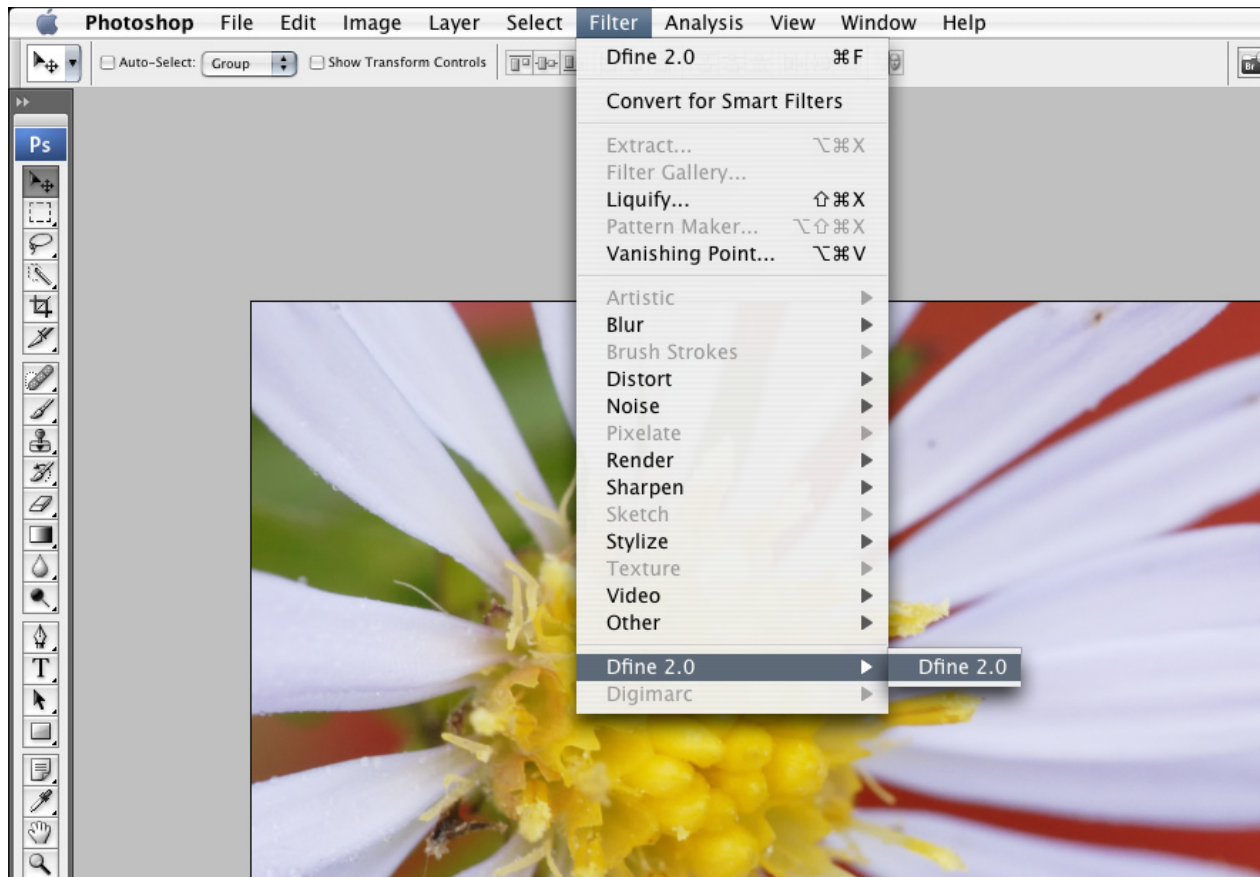 Photoshop File Edit Image Layer Select Filter Analysis View Window Help
Auto-Select: Group Show Transform Controls
Br
Ps
T
Dfine 2.0 ⌘F
Convert for Smart Filters
Extract... ⌥⌘X
Filter Gallery...
Liquify... ⇧⌘X
Pattern Maker... ⌥⇧⌘X
Vanishing Point... ⌥⌘V
Artistic
Blur
Brush Strokes
Distort
Noise
Pixelate
Render
Sharpen
Sketch
Stylize
Texture
Video
Other
Dfine 2.0 Dfine 2.0
Digimarc